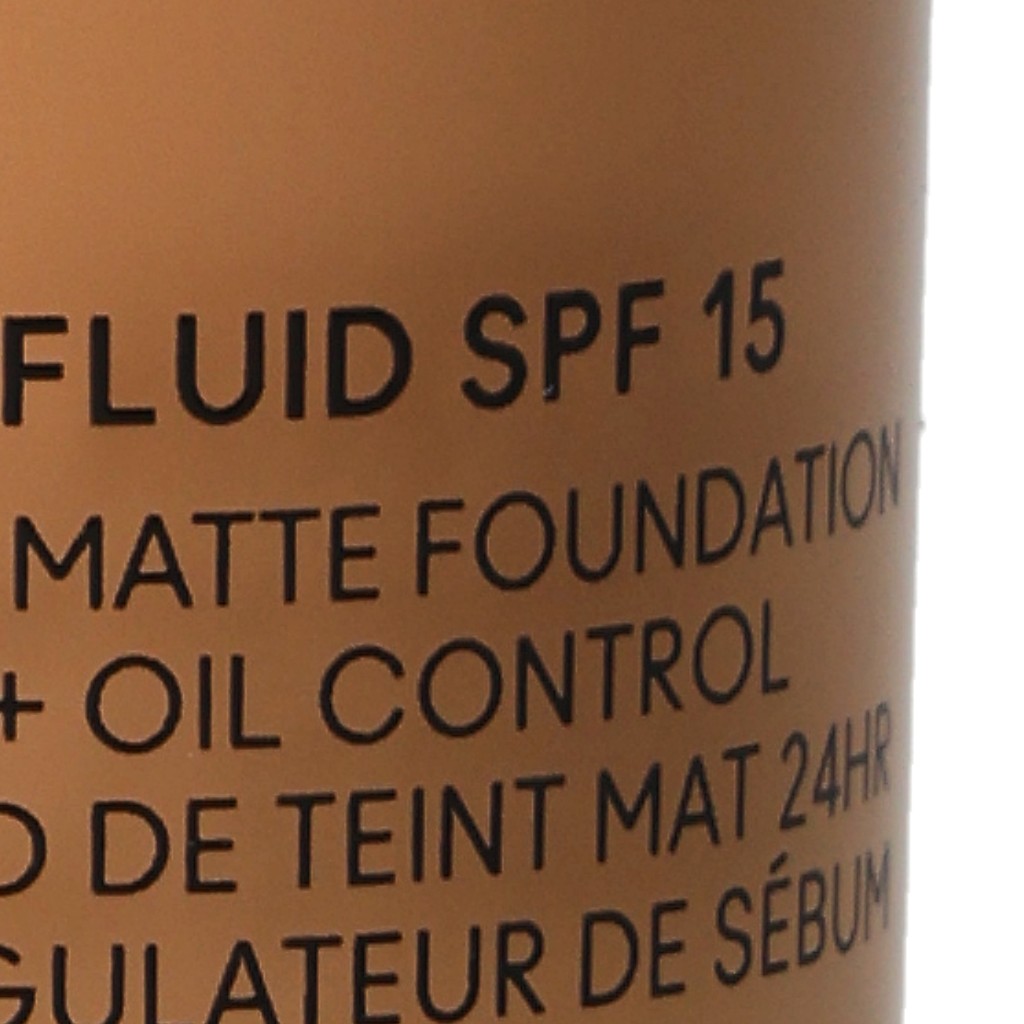 FLUID SPF 15
MATTE FOUNDATION
+ OIL CONTROL
D DE TEINT MAT 24HR
GULATEUR DE SÉBUM